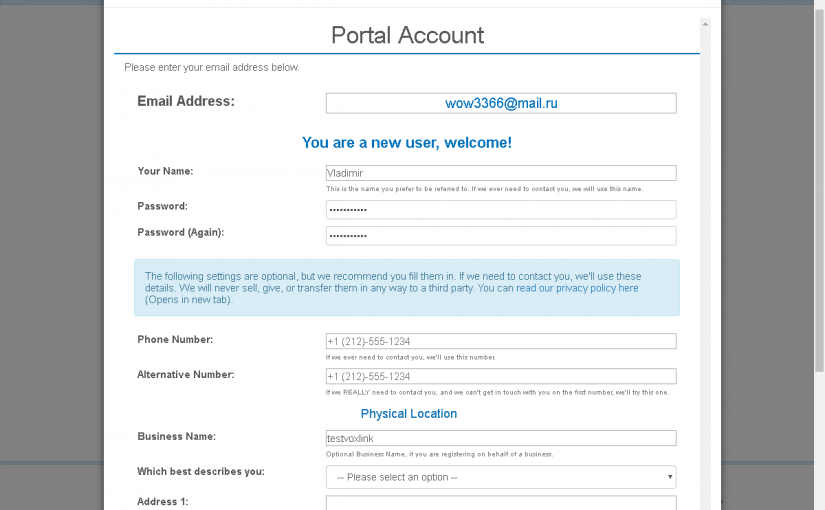 Portal Account
Please enter your email address below.
Email Address:
wow3366@mail.ru
You are a new user, welcome!
Your Name:
Vladimir
This is the name you prefer to be referred to. If we ever need to contact you, we will use this name.
Password:
•••••••••••
Password (Again):
•••••••••••
The following settings are optional, but we recommend you fill them in. If we need to contact you, we'll use these
details. We will never sell, give, or transfer them in any way to a third party. You can read our privacy policy here
(Opens in new tab).
Phone Number:
+1 (212)-555-1234
If we ever need to contact you, we'll use this number.
Alternative Number:
+1 (212)-555-1234
If we REALLY need to contact you, and we can't get in touch with you on the first number, we'll try this one.
Physical Location
Business Name:
testvoxlink
Optional Business Name, if you are registering on behalf of a business.
Which best describes you:
-- Please select an option --
Address 1: